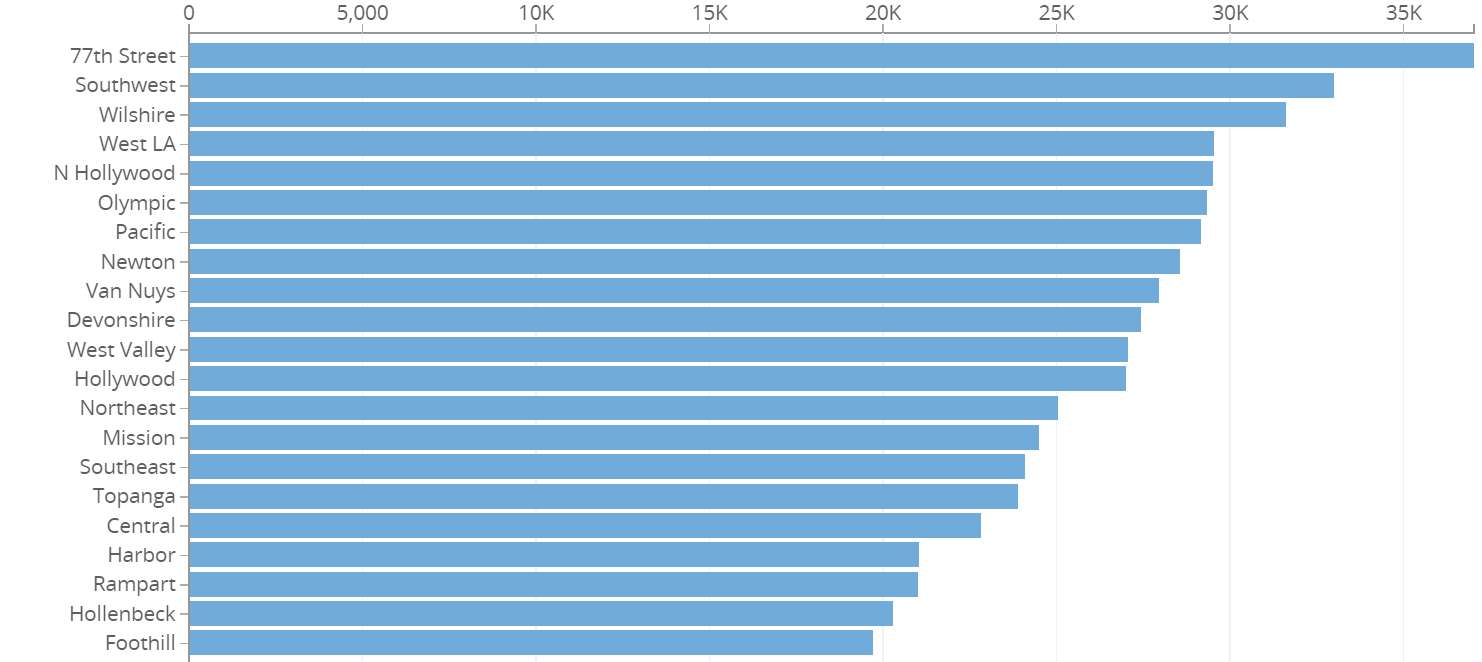 0 5,000 10K 15K 20K 25K 30K 35K
77th Street
Southwest
Wilshire
West LA
N Hollywood
Olympic
Pacific
Newton
Van Nuys
Devonshire
West Valley
Hollywood
Northeast
Mission
Southeast
Topanga
Central
Harbor
Rampart
Hollenbeck
Foothill